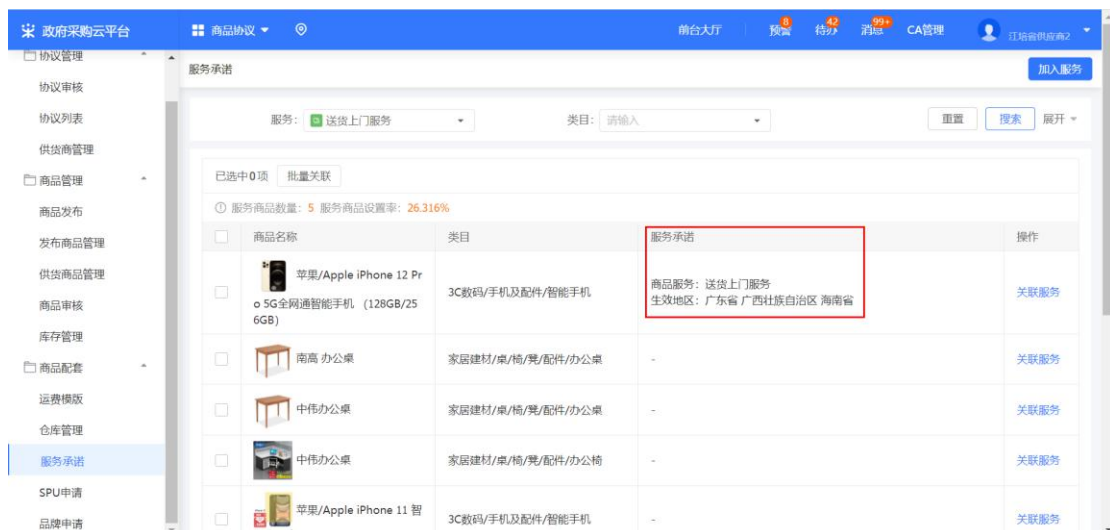 政府采购云平台
商品协议
前台大厅
预警
8
待办
42
消息
99+
CA管理
江培省供应商2
协议管理
协议审核
协议列表
供货商管理
商品管理
商品发布
发布商品管理
供货商品管理
商品审核
库存管理
商品配套
运费模版
仓库管理
服务承诺
SPU申请
品牌申请
服务承诺
加入服务
服务: 送货上门服务
类目: 请输入
重置
搜索
展开
已选中0项
批量关联
服务商品数量: 5 服务商品设置率: 26.316%
商品名称
类目
服务承诺
操作
苹果/Apple iPhone 12 Pr
o 5G全网通智能手机 (128GB/25
6GB)
3C数码/手机及配件/智能手机
商品服务: 送货上门服务
生效地区: 广东省 广西壮族自治区 海南省
关联服务
南高 办公桌
家居建材/桌/椅/凳/配件/办公桌
-
关联服务
中伟办公桌
家居建材/桌/椅/凳/配件/办公桌
-
关联服务
中伟办公桌
家居建材/桌/椅/凳/配件/办公椅
-
关联服务
苹果/Apple iPhone 11 智
3C数码/手机及配件/智能手机
-
关联服务